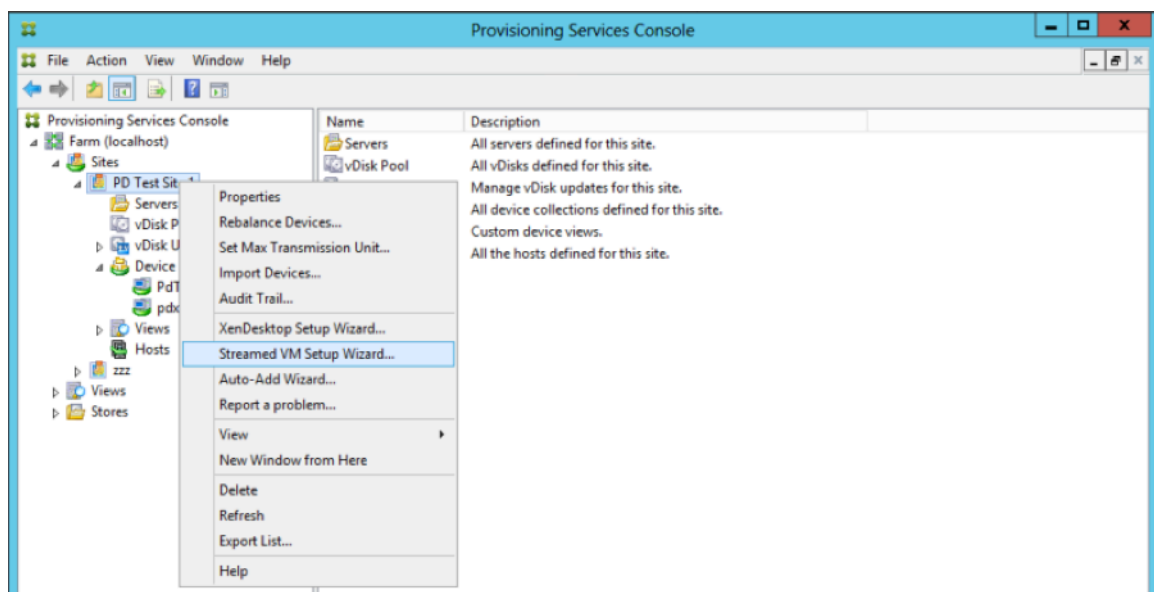 Provisioning Services Console
File Action View Window Help
Provisioning Services Console
Farm (localhost)
Sites
PD Test Sit
Servers
vDisk P
vDisk U
Device
PdT
pdx
Views
Hosts
zzz
Views
Stores
Properties
Rebalance Devices...
Set Max Transmission Unit...
Import Devices...
Audit Trail...
XenDesktop Setup Wizard...
Streamed VM Setup Wizard...
Auto-Add Wizard...
Report a problem...
View
New Window from Here
Delete
Refresh
Export List...
Help
Name Description
Servers All servers defined for this site.
vDisk Pool All vDisks defined for this site.
Manage vDisk updates for this site.
All device collections defined for this site.
Custom device views.
All the hosts defined for this site.